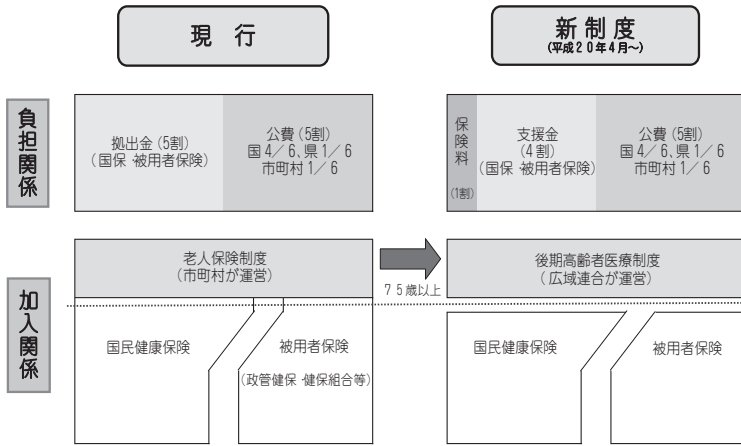 現 行
新 制 度
(平成20年4月～)
負担関係
拠出金(5割)
(国保・被用者保険)
公費(5割)
国4／6、県1／6
市町村1／6
保険料
(1割)
支援金
(4割)
(国保・被用者保険)
公費(5割)
国4／6、県1／6
市町村1／6
加入関係
老人保険制度
(市町村が運営)
75歳以上
後期高齢者医療制度
(広域連合が運営)
国民健康保険
被用者保険
(政管健保・健保組合等)
国民健康保険
被用者保険